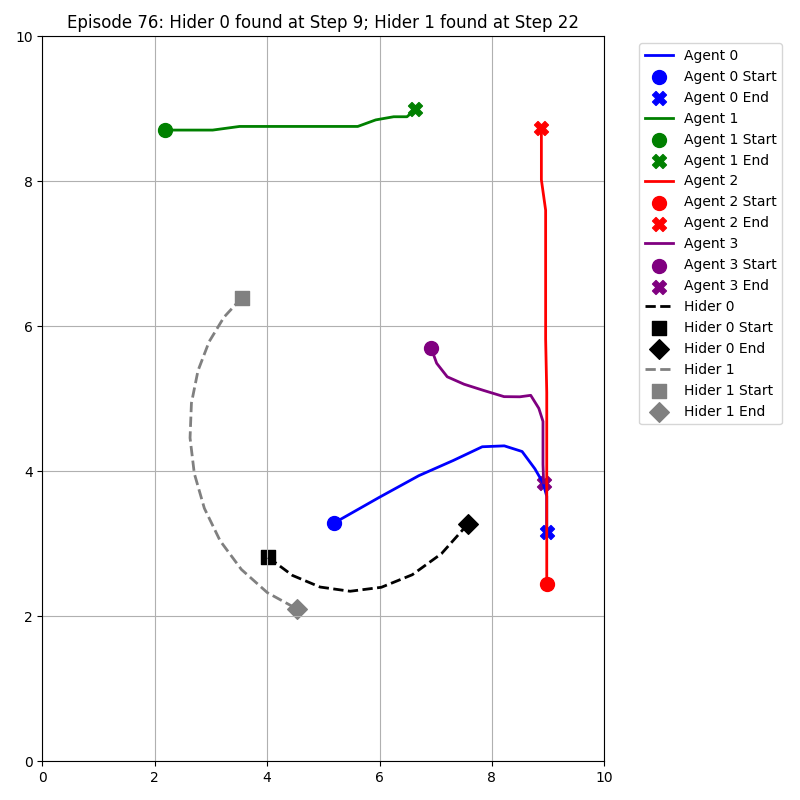 Episode 76: Hider 0 found at Step 9; Hider 1 found at Step 22
10
8
6
4
2
0
0 2 4 6 8 10
Agent 0
Agent 0 Start
Agent 0 End
Agent 1
Agent 1 Start
Agent 1 End
Agent 2
Agent 2 Start
Agent 2 End
Agent 3
Agent 3 Start
Agent 3 End
Hider 0
Hider 0 Start
Hider 0 End
Hider 1
Hider 1 Start
Hider 1 End